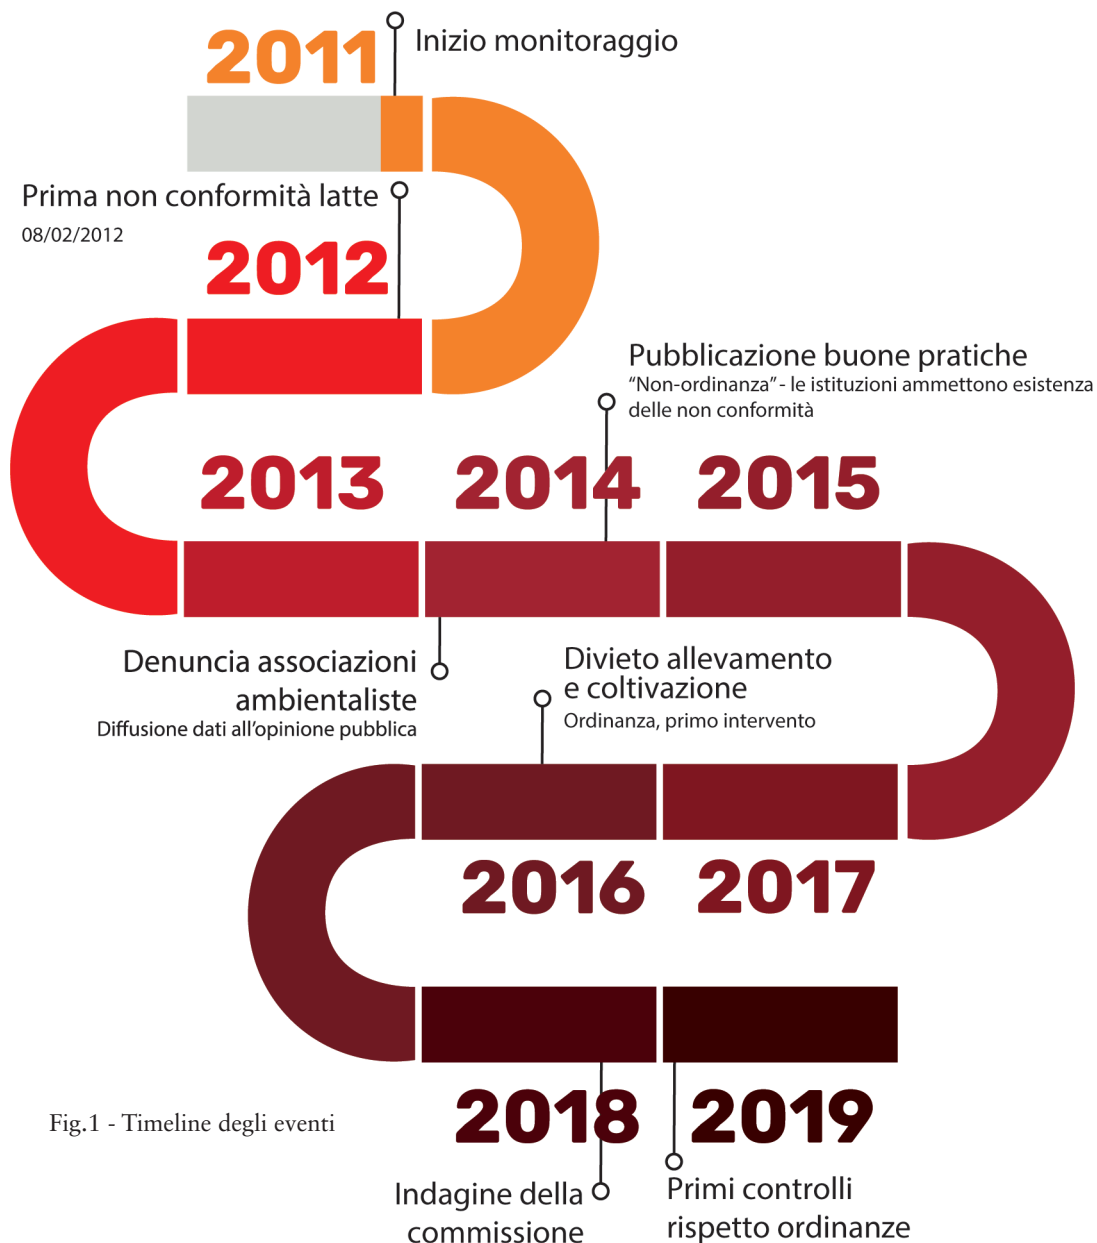 2011
Inizio monitoraggio
Prima non conformità latte
08/02/2012
2012
Pubblicazione buone pratiche
“Non-ordinanza” - le istituzioni ammettono esistenza
delle non conformità
2013
2014
2015
Denuncia associazioni
ambientaliste
Diffusione dati all’opinione pubblica
Divieto allevamento
e coltivazione
Ordinanza, primo intervento
2016
2017
2018
2019
Fig.1 - Timeline degli eventi
Indagine della
commissione
Primi controlli
rispetto ordinanze